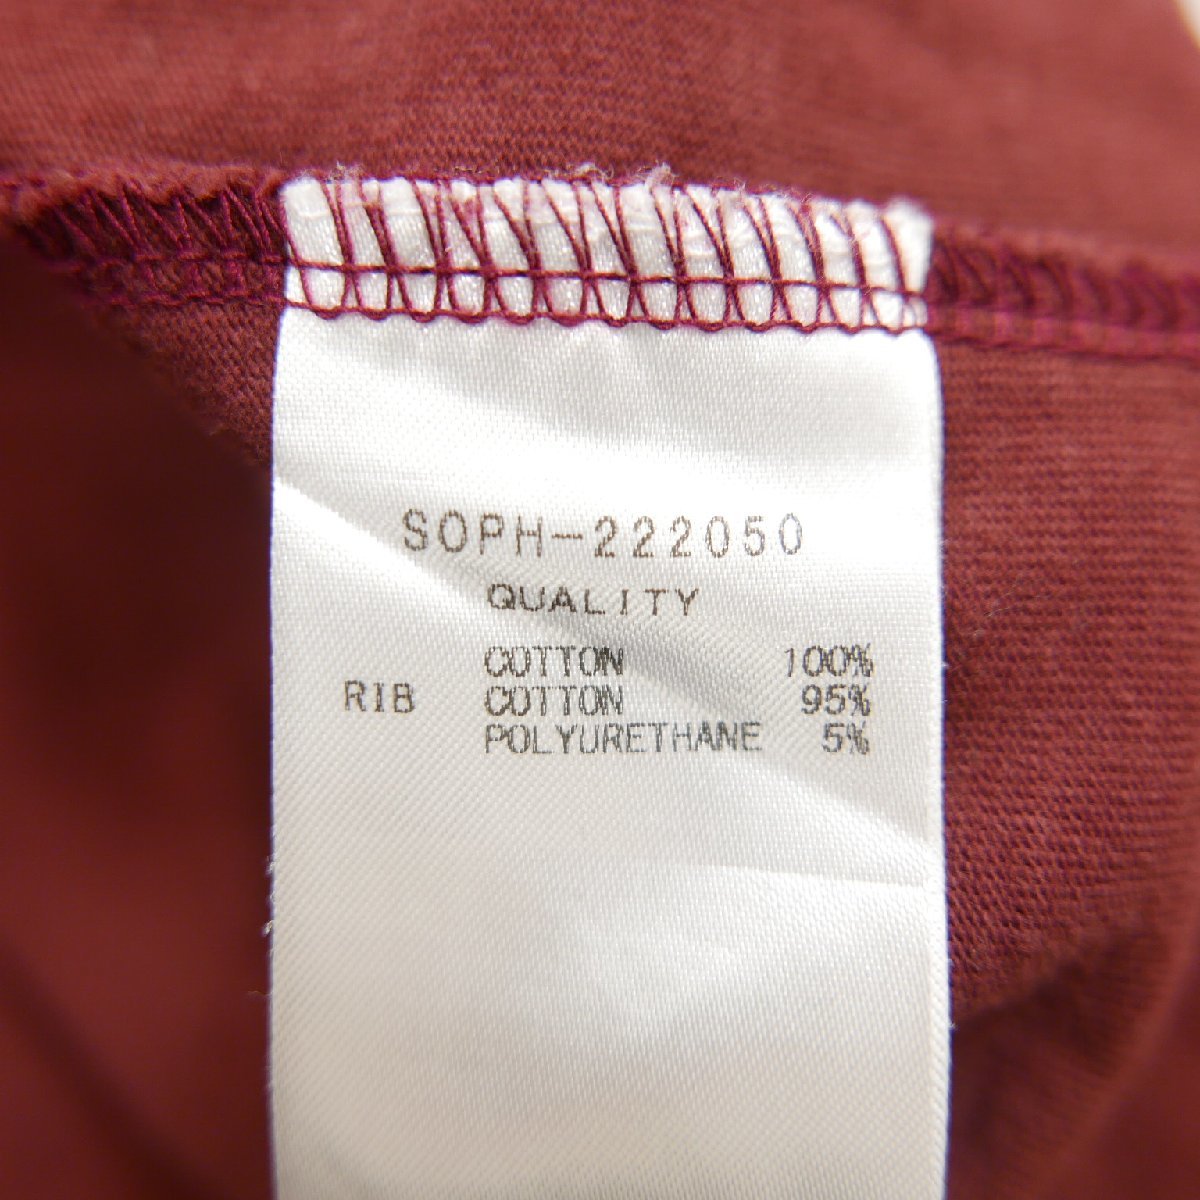 SOPH-222050
QUALITY
COTTON 100%
RIB COTTON 95%
POLYURETHANE 5%